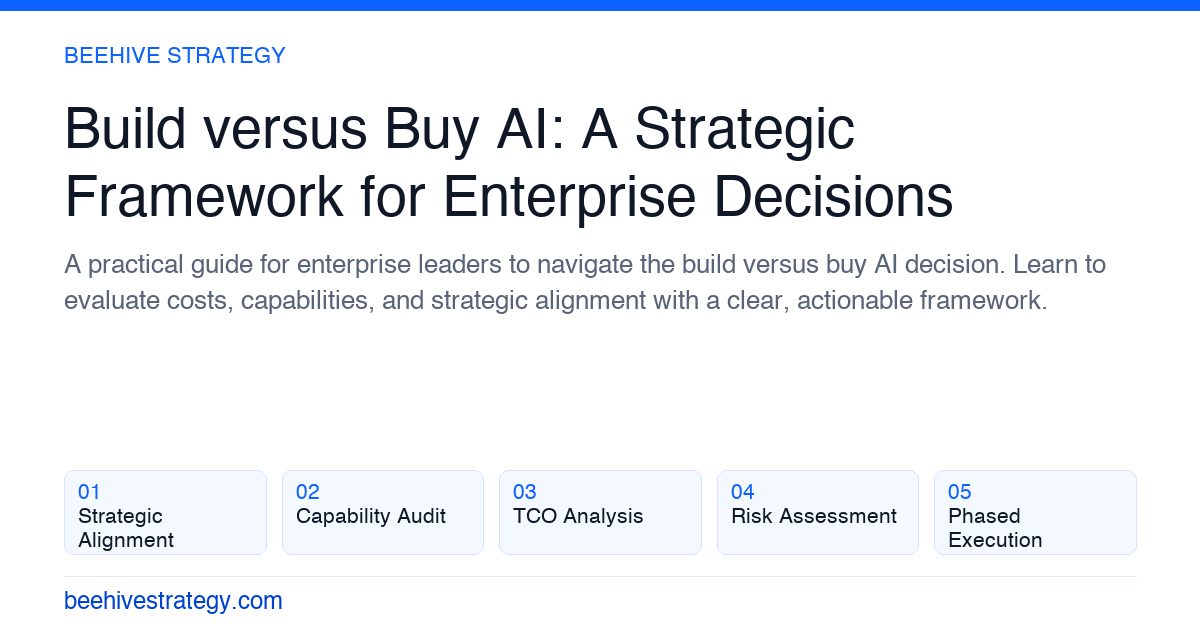 BEEHIVE STRATEGY
Build versus Buy AI: A Strategic
Framework for Enterprise Decisions
A practical guide for enterprise leaders to navigate the build versus buy AI decision. Learn to
evaluate costs, capabilities, and strategic alignment with a clear, actionable framework.
01
Strategic
Alignment
02
Capability Audit
03
TCO Analysis
04
Risk Assessment
05
Phased
Execution
beehivestrategy.com